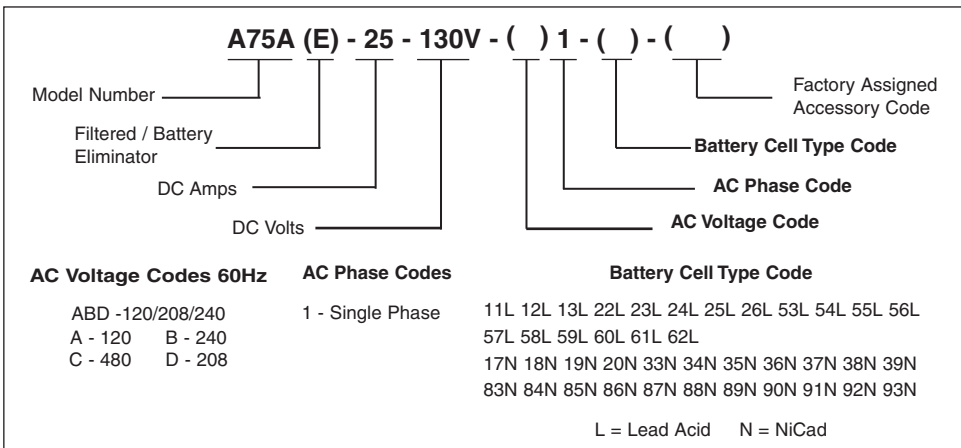 A75A (E) - 25 - 130V - ( ) 1 - ( ) - ( )
Model Number
Factory Assigned
Accessory Code
Filtered / Battery
Eliminator
Battery Cell Type Code
DC Amps
AC Phase Code
DC Volts
AC Voltage Code
AC Voltage Codes 60Hz
ABD -120/208/240
A - 120 B - 240
C - 480 D - 208
AC Phase Codes
1 - Single Phase
Battery Cell Type Code
11L 12L 13L 22L 23L 24L 25L 26L 53L 54L 55L 56L
57L 58L 59L 60L 61L 62L
17N 18N 19N 20N 33N 34N 35N 36N 37N 38N 39N
83N 84N 85N 86N 87N 88N 89N 90N 91N 92N 93N
L = Lead Acid N = NiCad